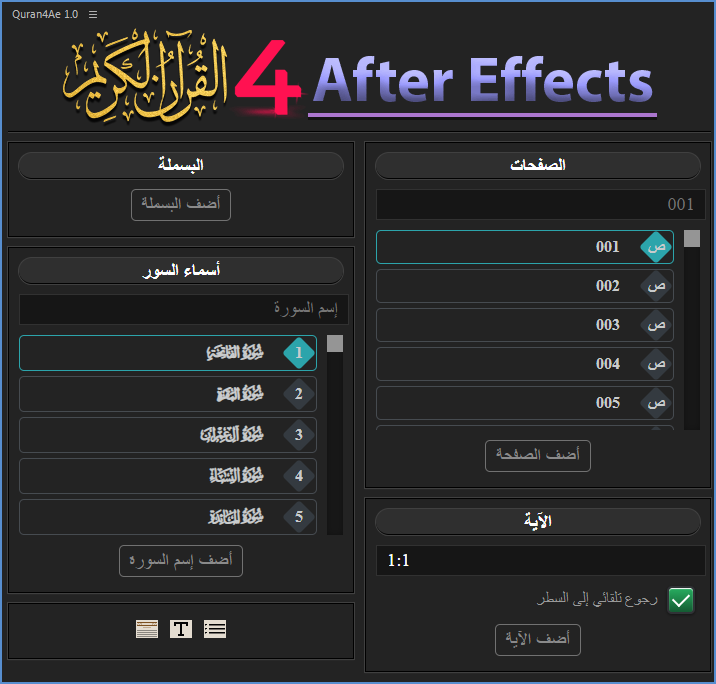 Quran4Ae 1.0
القرآن الكريم 4 After Effects
البسملة
أضف البسملة
أسماء السور
إسم السورة
1 سورة الفاتحة
2 سورة البقرة
3 سورة آل عمران
4 سورة النساء
5 سورة المائدة
أضف إسم السورة
T
الصفحات
001
ص 001
ص 002
ص 003
ص 004
ص 005
أضف الصفحة
الآية
1:1
رجوع تلقائي إلى السطر
أضف الآية